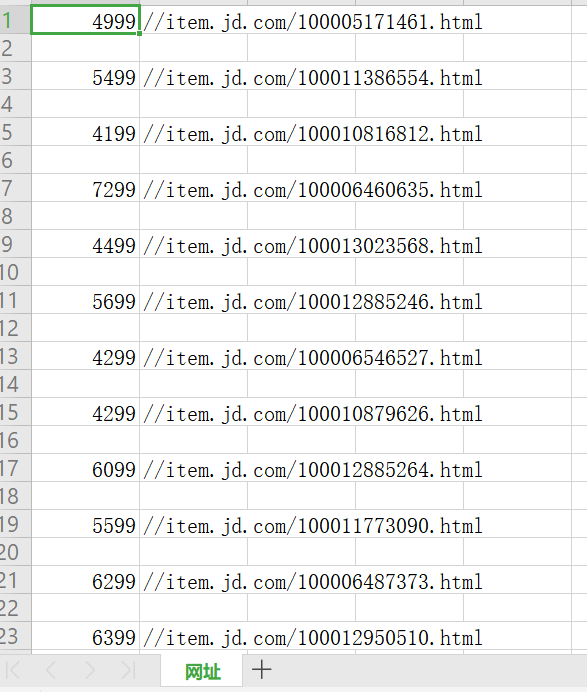 1 4999 //item.jd.com/100005171461.html
2
3 5499 //item.jd.com/100011386554.html
4
5 4199 //item.jd.com/100010816812.html
6
7 7299 //item.jd.com/100006460635.html
8
9 4499 //item.jd.com/100013023568.html
10
11 5699 //item.jd.com/100012885246.html
12
13 4299 //item.jd.com/100006546527.html
14
15 4299 //item.jd.com/100010879626.html
16
17 6099 //item.jd.com/100012885264.html
18
19 5599 //item.jd.com/100011773090.html
20
21 6299 //item.jd.com/100006487373.html
22
23 6399 //item.jd.com/100012950510.html
网址